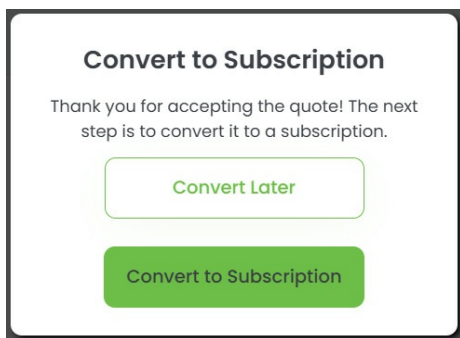 Convert to Subscription
Thank you for accepting the quote! The next
step is to convert it to a subscription.
Convert Later
Convert to Subscription